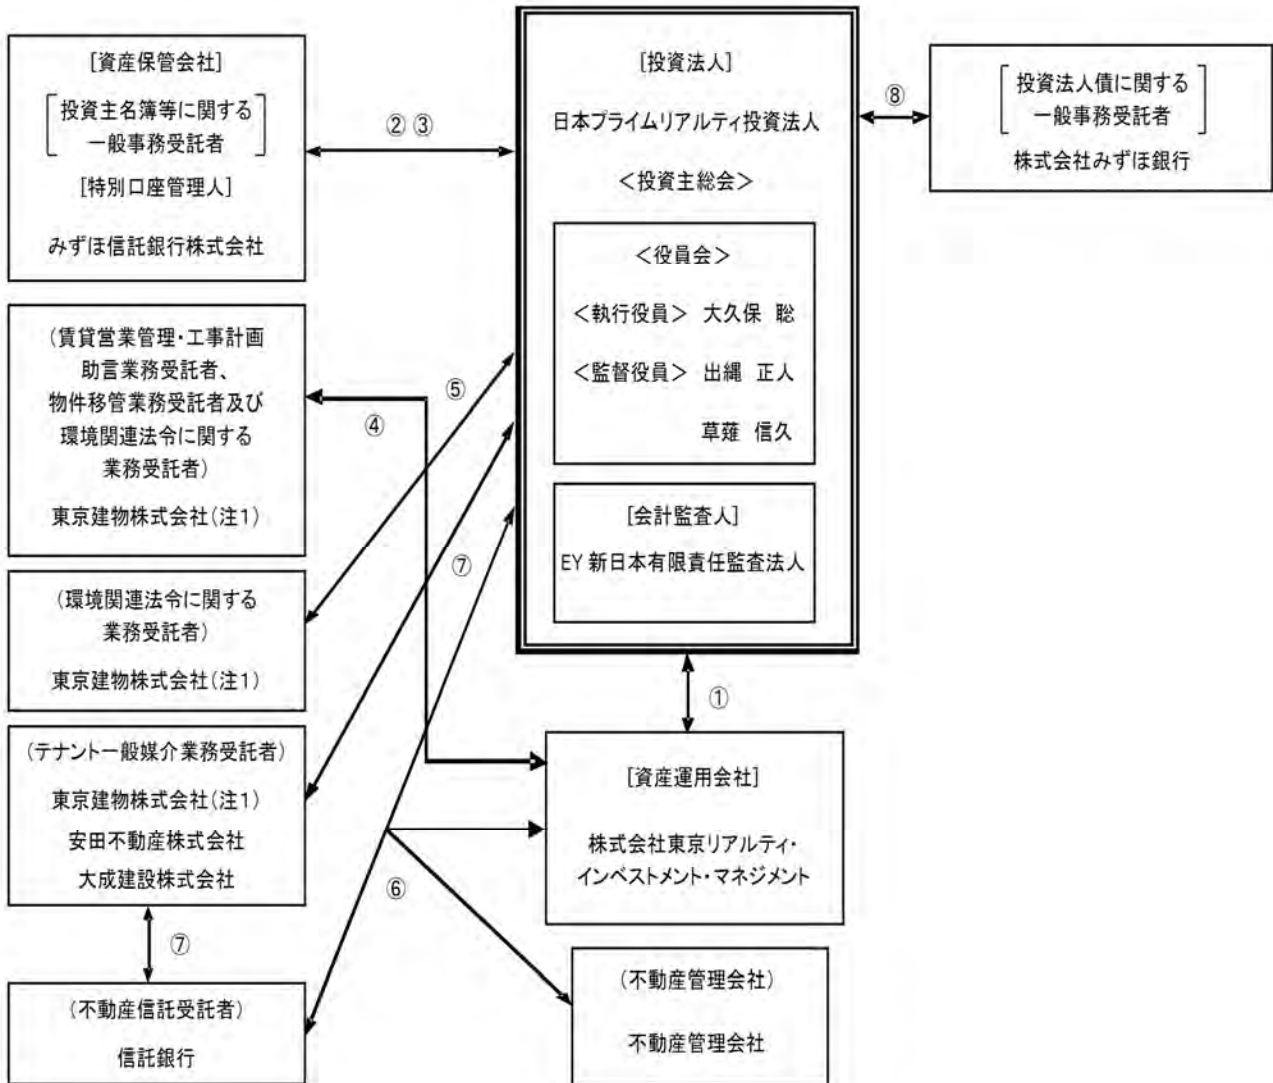 [資産保管会社]
投資主名簿等に関する
一般事務受託者
[特別口座管理人]
みずほ信託銀行株式会社
②③
[投資法人]
日本プライムリアルティ投資法人
<投資主総会>
<役員会>
<執行役員> 大久保 聡
<監督役員> 出縄 正人
草薙 信久
[会計監査人]
EY 新日本有限責任監査法人
⑧
投資法人債に関する
一般事務受託者
株式会社みずほ銀行
(賃貸営業管理・工事計画
助言業務受託者、
物件移管業務受託者及び
環境関連法令に関する
業務受託者)
東京建物株式会社(注1)
④
⑤
(環境関連法令に関する
業務受託者)
東京建物株式会社(注1)
⑦
(テナント一般媒介業務受託者)
東京建物株式会社(注1)
安田不動産株式会社
大成建設株式会社
⑦
(不動産信託受託者)
信託銀行
⑥
①
[資産運用会社]
株式会社東京リアルティ・
インベストメント・マネジメント
(不動産管理会社)
不動産管理会社